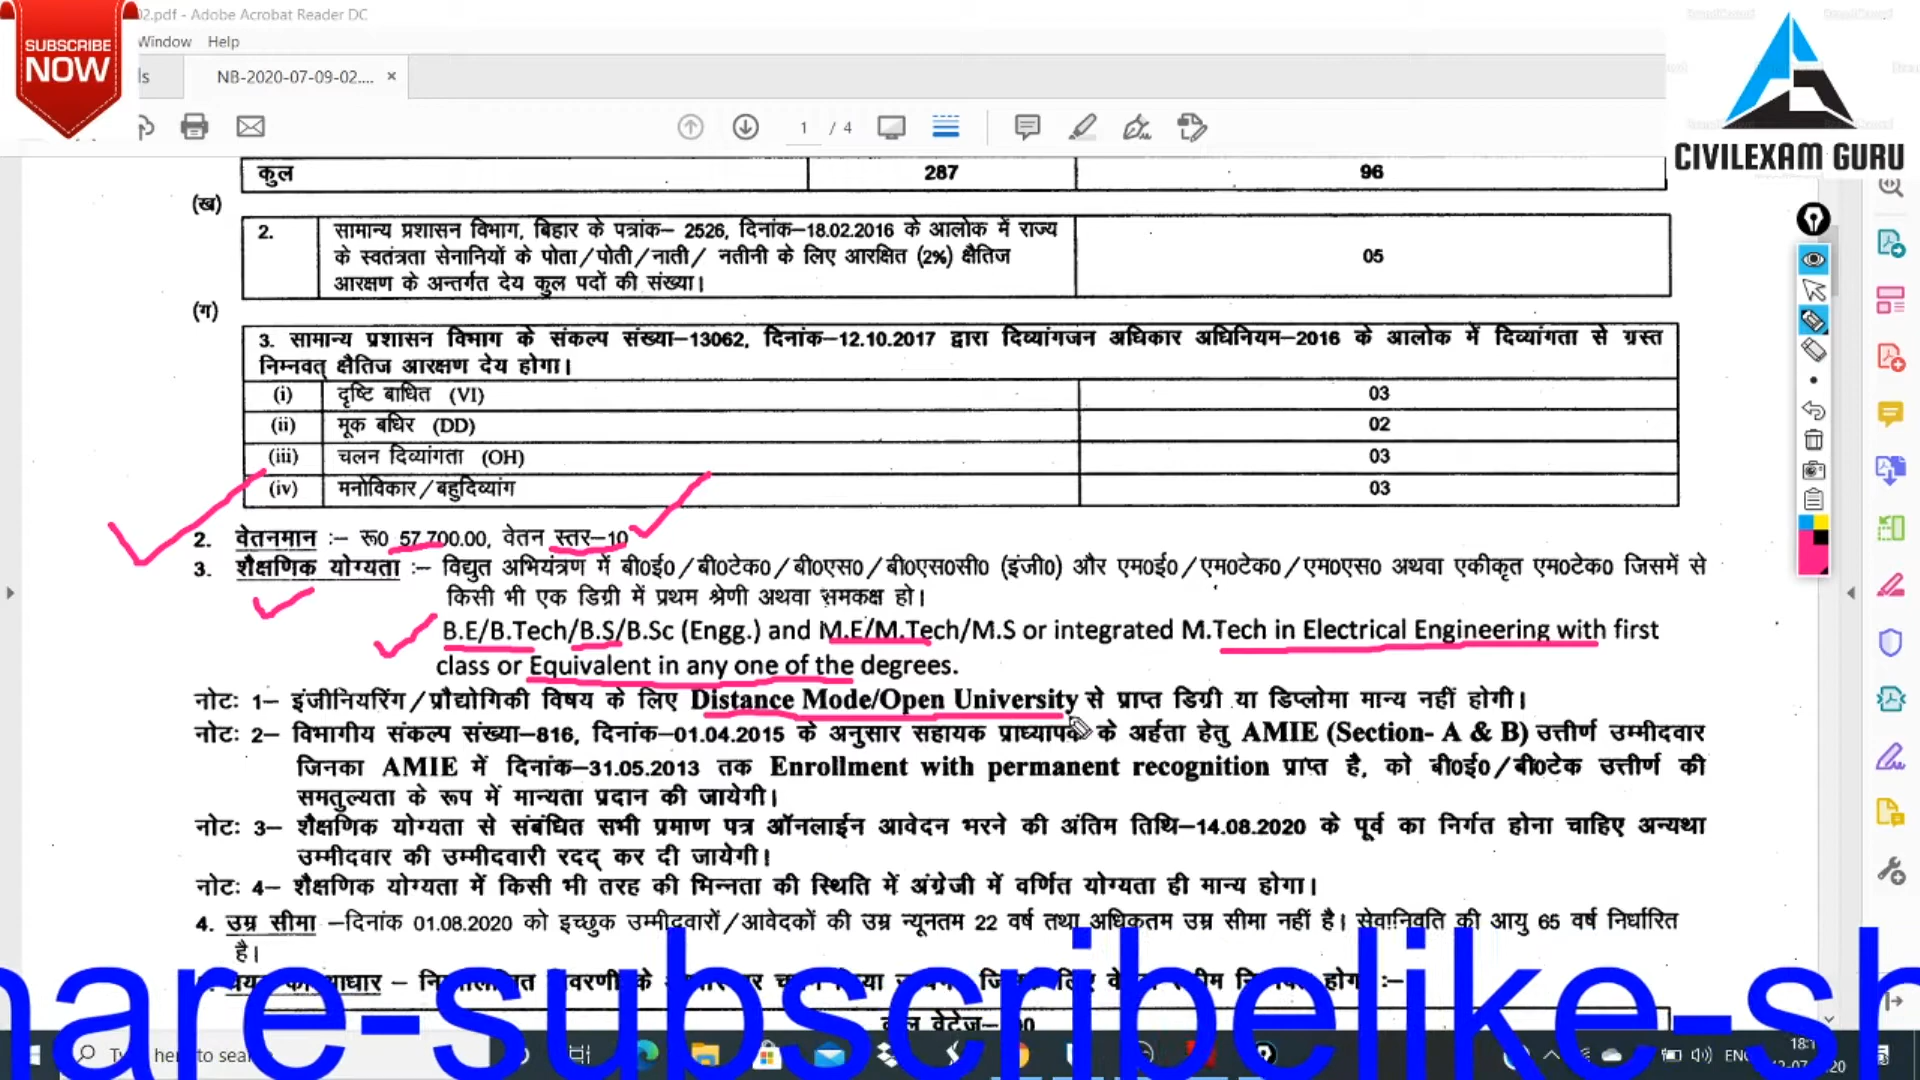 02.pdf - Adobe Acrobat Reader DC
SUBSCRIBE
NOW
Window Help
ls
NB-2020-07-09-02.... ×
1 / 4
CIVILEXAM GURU
कुल 287 96
(ख)
2. सामान्य प्रशासन विभाग, बिहार के पत्रांक– 2526, दिनांक–18.02.2016 के आलोक में राज्य
के स्वतंत्रता सेनानियों के पोता/पोती/नाती/ नतीनी के लिए आरक्षित (2%) क्षैतिज
आरक्षण के अन्तर्गत देय कुल पदों की संख्या।
05
(ग)
3. सामान्य प्रशासन विभाग के संकल्प संख्या–13062, दिनांक–12.10.2017 द्वारा दिव्यांगजन अधिकार अधिनियम–2016 के आलोक में दिव्यांगता से ग्रस्त
निम्नवत् क्षैतिज आरक्षण देय होगा।
(i) दृष्टि बाधित (VI) 03
(ii) मूक बधिर (DD) 02
(iii) चलन दिव्यांगता (OH) 03
(iv) मनोविकार/बहुदिव्यांग 03
2. वेतनमान :– रू0 57,700.00, वेतन स्तर–10
3. शैक्षणिक योग्यता :– विद्युत अभियंत्रण में बी0ई0/बी0टेक0/बी0एस0/बी0एस0सी0 (इंजी0) और एम0ई0/एम0टेक0/एम0एस0 अथवा एकीकृत एम0टेक0 जिसमें से
किसी भी एक डिग्री में प्रथम श्रेणी अथवा समकक्ष हो।
B.E/B.Tech/B.S/B.Sc (Engg.) and M.E/M.Tech/M.S or integrated M.Tech in Electrical Engineering with first
class or Equivalent in any one of the degrees.
नोटः 1– इंजीनियरिंग/प्रौद्योगिकी विषय के लिए Distance Mode/Open University से प्राप्त डिग्री या डिप्लोमा मान्य नहीं होगी।
नोटः 2– विभागीय संकल्प संख्या–816, दिनांक–01.04.2015 के अनुसार सहायक प्राध्यापक के अर्हता हेतु AMIE (Section- A & B) उत्तीर्ण उम्मीदवार
जिनका AMIE में दिनांक–31.05.2013 तक Enrollment with permanent recognition प्राप्त है, को बी0ई0/बी0टेक उत्तीर्ण की
समतुल्यता के रूप में मान्यता प्रदान की जायेगी।
नोटः 3– शैक्षणिक योग्यता से संबंधित सभी प्रमाण पत्र ऑनलाईन आवेदन भरने की अंतिम तिथि–14.08.2020 के पूर्व का निर्गत होना चाहिए अन्यथा
उम्मीदवार की उम्मीदवारी रदद् कर दी जायेगी।
नोटः 4– शैक्षणिक योग्यता में किसी भी तरह की भिन्नता की स्थिति में अंग्रेजी में वर्णित योग्यता ही मान्य होगा।
4. उम्र सीमा –दिनांक 01.08.2020 को इच्छुक उम्मीदवारों/आवेदकों की उम्र न्यूनतम 22 वर्ष तथा अधिकतम उम्र सीमा नहीं है। सेवानिवति की आयु 65 वर्ष निर्धारित
है।
hare-subscribelike-sh